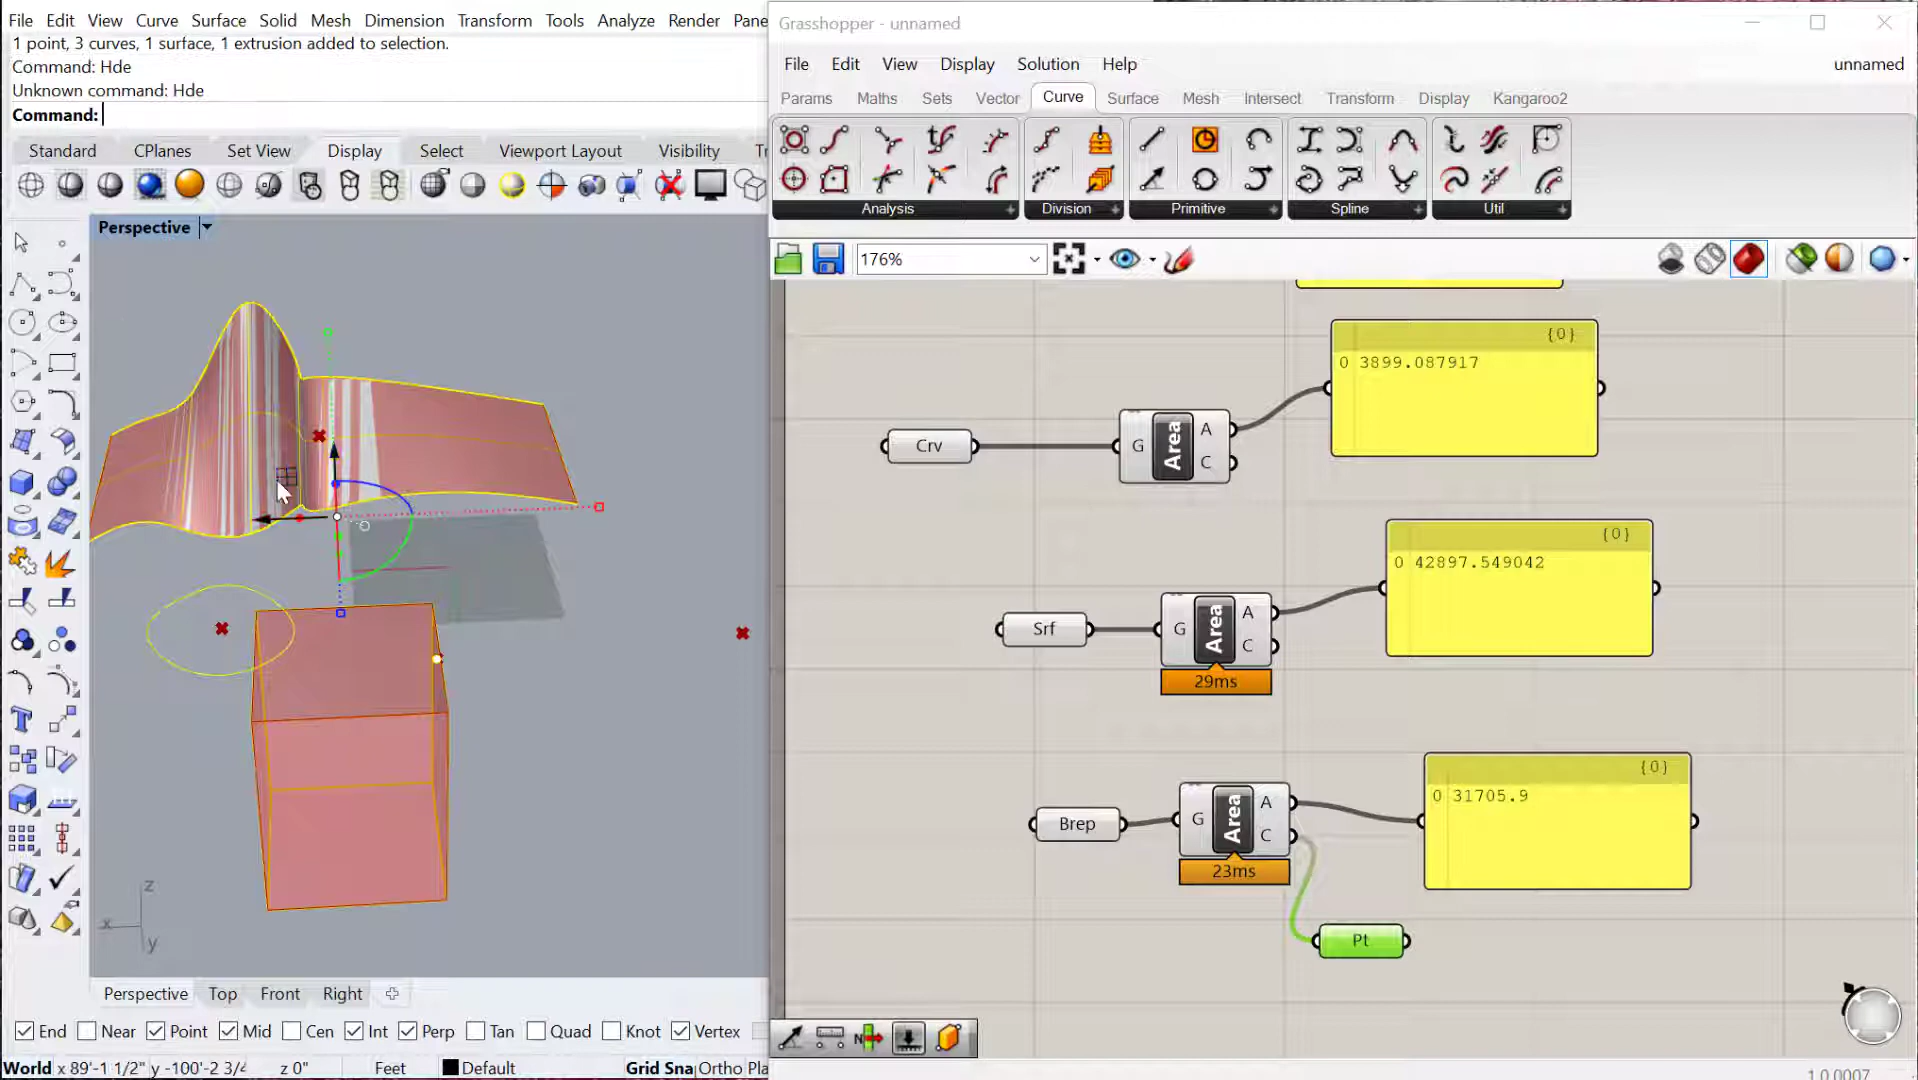 File Edit View Curve Surface Solid Mesh Dimension Transform Tools Analyze Render Pane
1 point, 3 curves, 1 surface, 1 extrusion added to selection.
Command: Hde
Unknown command: Hde
Command:
Standard CPlanes Set View Display Select Viewport Layout Visibility Tr
Perspective
z
x
y
Perspective Top Front Right
End Near Point Mid Cen Int Perp Tan Quad Knot Vertex
World x 89'-1 1/2" y -100'-2 3/4 z 0" Feet Default Grid Sna Ortho Pla
Grasshopper - unnamed
File Edit View Display Solution Help unnamed
Params Maths Sets Vector Curve Surface Mesh Intersect Transform Display Kangaroo2
Analysis Division Primitive Spline Util
176%
{0}
0 3899.087917
Crv G Area A C
{0}
0 42897.549042
Srf G Area A C
29ms
{0}
0 31705.9
Brep G Area A C
23ms
Pt
1.0.0007